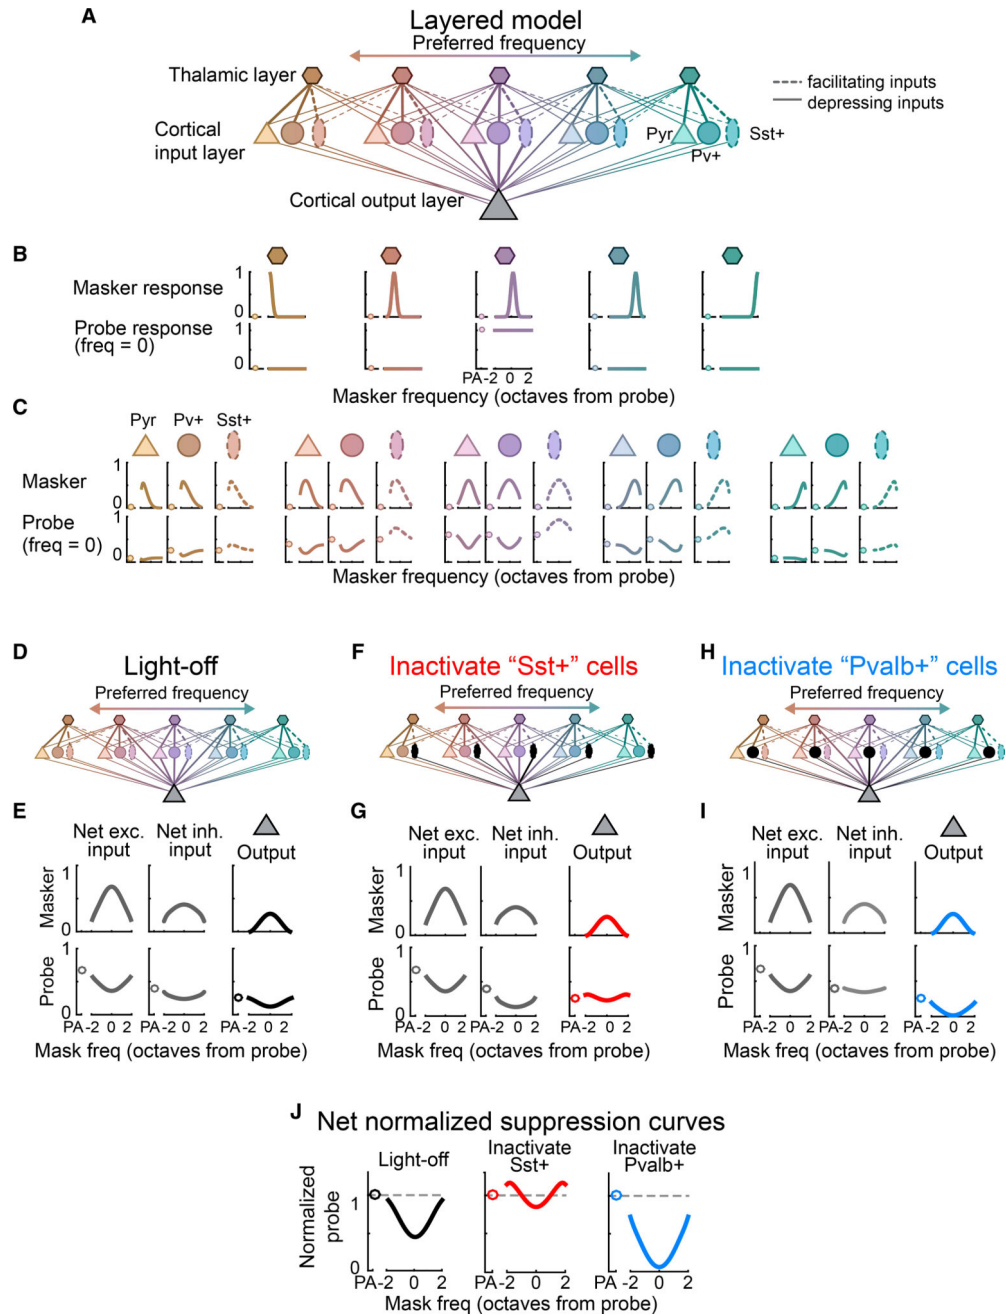 A
Layered model
Preferred frequency
Thalamic layer
facilitating inputs
depressing inputs
Cortical
input layer
Pyr
Pv+
Sst+
Cortical output layer
B
Masker response
1
0
Probe response
(freq = 0)
1
0
PA -2 0 2
Masker frequency (octaves from probe)
C
Pyr Pv+ Sst+
Masker
1
0
Probe
(freq = 0)
1
0
Masker frequency (octaves from probe)
D
Light-off
Preferred frequency
F
Inactivate “Sst+” cells
Preferred frequency
H
Inactivate “Pvalb+” cells
Preferred frequency
E
Net exc.
input
Net inh.
input
Output
Masker
1
0
Probe
1
0
PA -2 0 2 PA -2 0 2 PA -2 0 2
Mask freq (octaves from probe)
G
Net exc.
input
Net inh.
input
Output
Masker
1
0
Probe
1
0
PA -2 0 2 PA -2 0 2 PA -2 0 2
Mask freq (octaves from probe)
I
Net exc.
input
Net inh.
input
Output
Masker
1
0
Probe
1
0
PA -2 0 2 PA -2 0 2 PA -2 0 2
Mask freq (octaves from probe)
J
Net normalized suppression curves
Light-off
Inactivate
Sst+
Inactivate
Pvalb+
Normalized
probe
1
0
1
1
PA -2 0 2 PA -2 0 2 PA -2 0 2
Mask freq (octaves from probe)